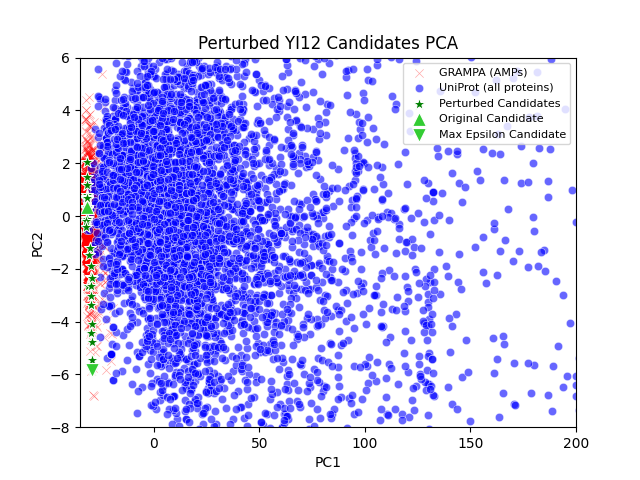 Perturbed YI12 Candidates PCA
GRAMPA (AMPs)
UniProt (all proteins)
Perturbed Candidates
Original Candidate
Max Epsilon Candidate
6
4
2
0
−2
−4
−6
−8
PC2
0
50
100
150
200
PC1